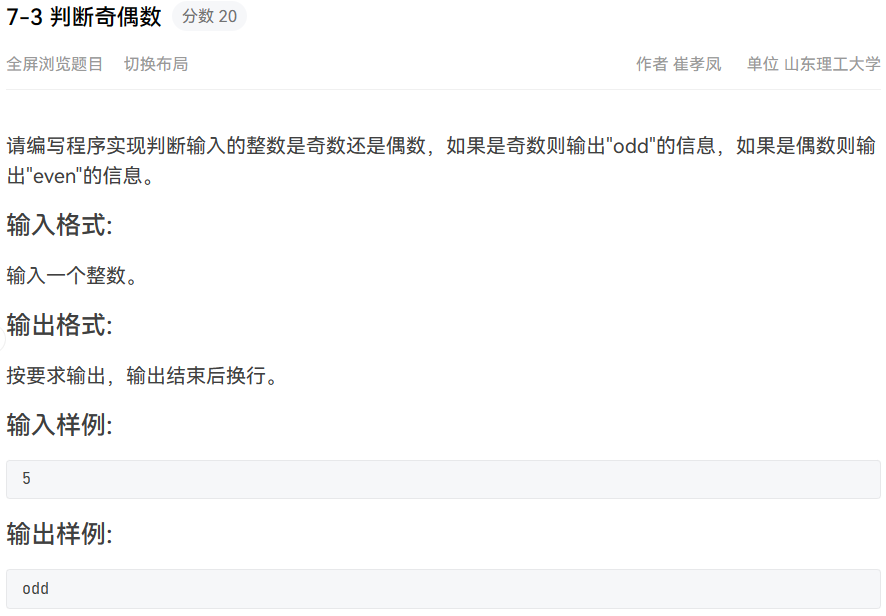 7-3 判断奇偶数 分数 20
全屏浏览题目 切换布局 作者 崔孝凤 单位 山东理工大学
请编写程序实现判断输入的整数是奇数还是偶数，如果是奇数则输出"odd"的信息，如果是偶数则输
出"even"的信息。
输入格式:
输入一个整数。
输出格式:
按要求输出，输出结束后换行。
输入样例:
5
输出样例:
odd